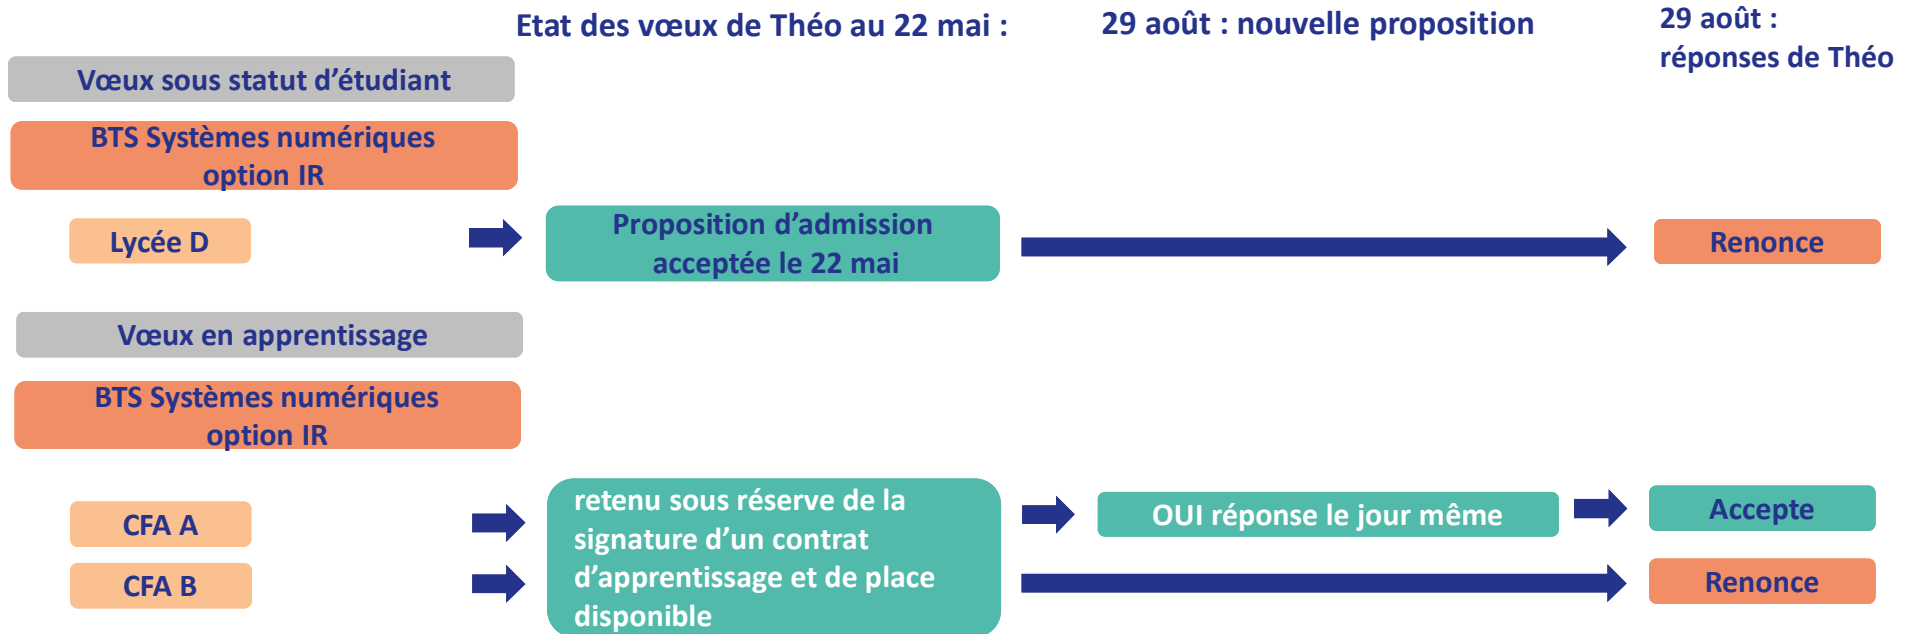 Etat des vœux de Théo au 22 mai :
29 août : nouvelle proposition
29 août :
réponses de Théo
Vœux sous statut d’étudiant
BTS Systèmes numériques
option IR
Lycée D
Proposition d’admission
acceptée le 22 mai
Renonce
Vœux en apprentissage
BTS Systèmes numériques
option IR
CFA A
CFA B
retenu sous réserve de la
signature d’un contrat
d’apprentissage et de place
disponible
OUI réponse le jour même
Accepte
Renonce